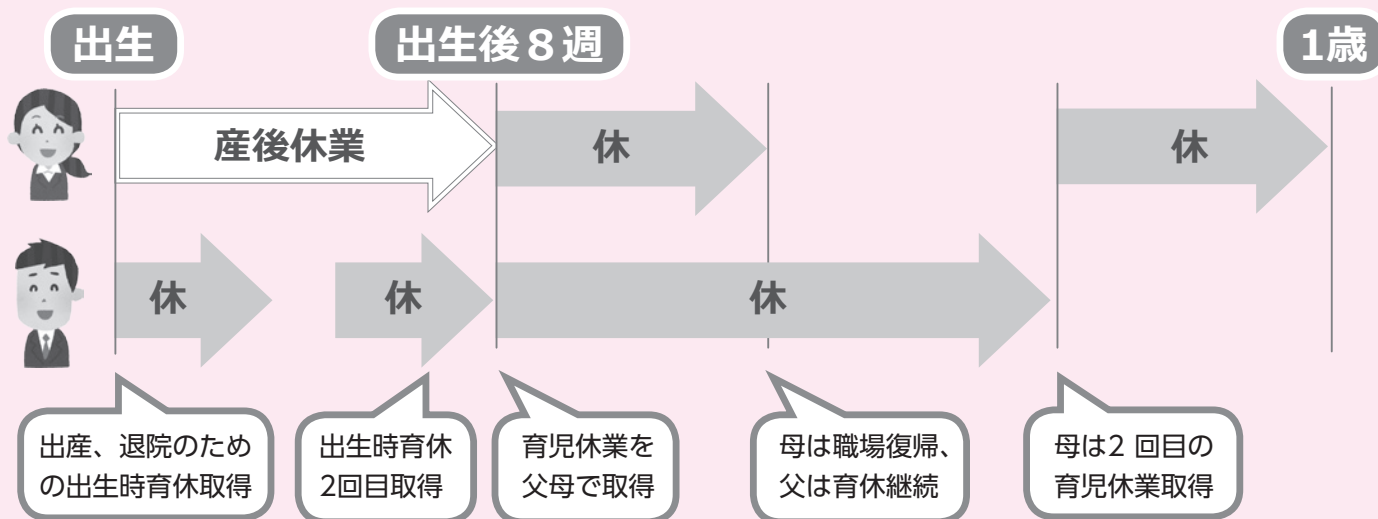 出生
出生後8週
1歳
産後休業
休
休
休
休
休
出産、退院のため
の出生時育休取得
出生時育休
2回目取得
育児休業を
父母で取得
母は職場復帰、
父は育休継続
母は2 回目の
育児休業取得